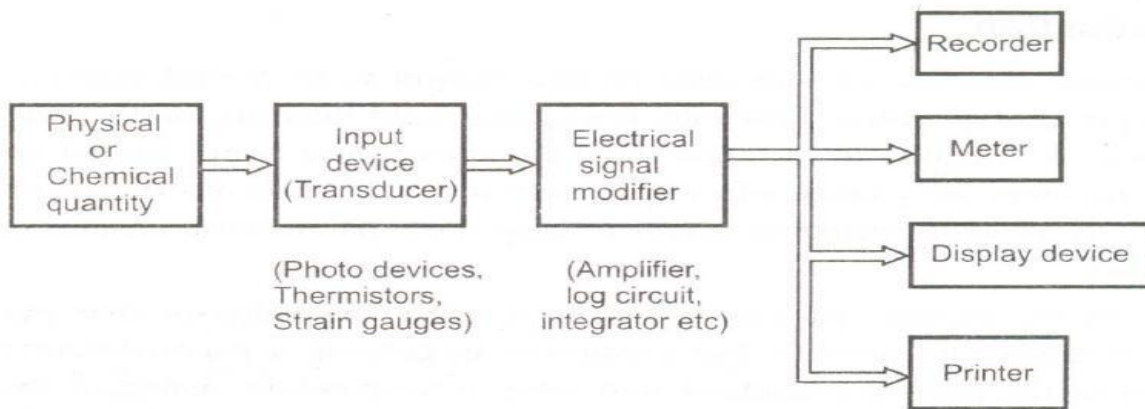 Physical
or
Chemical
quantity
Input
device
(Transducer)
(Photo devices,
Thermistors,
Strain gauges)
Electrical
signal
modifier
(Amplifier,
log circuit,
integrator etc)
Recorder
Meter
Display device
Printer